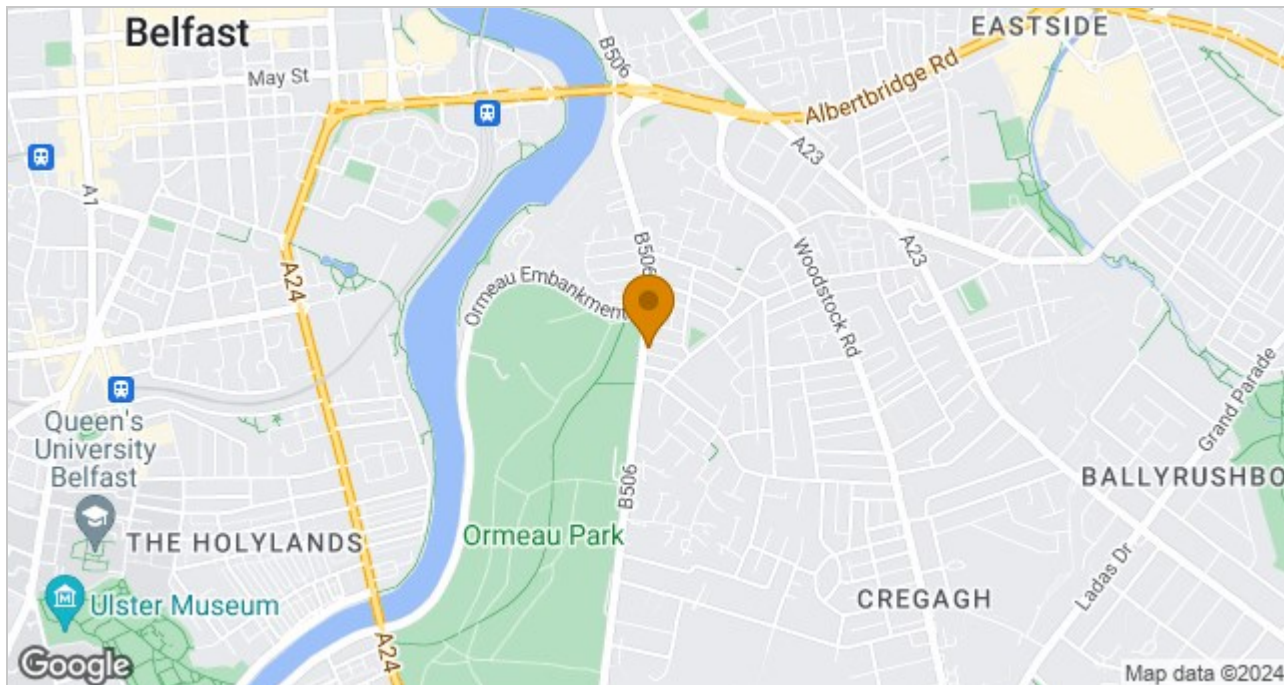 Belfast
EASTSIDE
B506
May St
Albertbridge Rd
A23
A1
B506
A23
A24
Ormeau Embankment
Woodstock Rd
Grand Parade
Queen's
University
Belfast
B506
BALLYRUSHBO
Ormeau Park
THE HOLYLANDS
Ladas Dr
CREGAGH
Ulster Museum
A24
Google
Map data ©2024